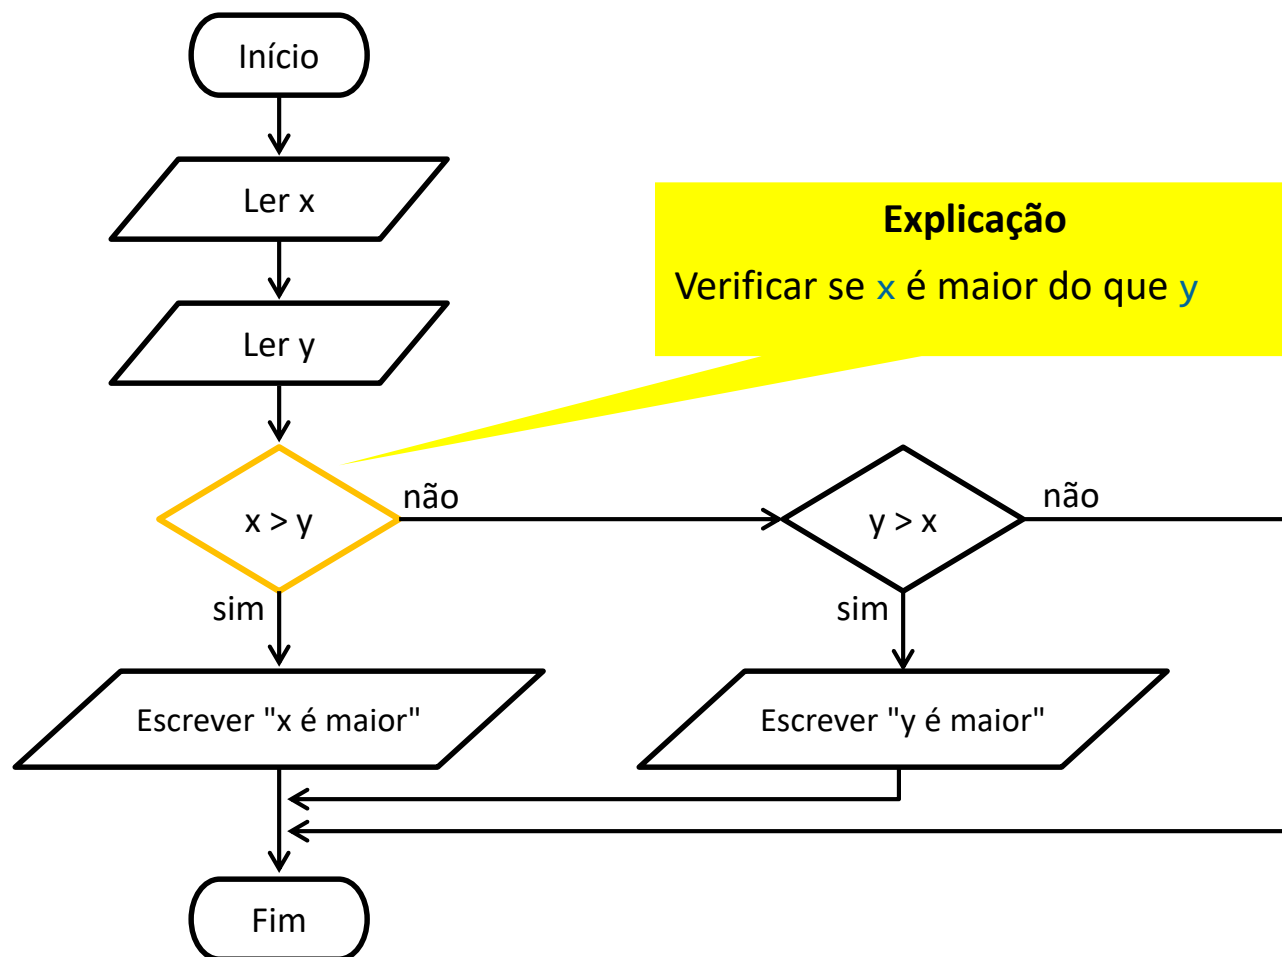 Início
Ler x
Explicação
Verificar se x é maior do que y
Ler y
x > y
não
y > x
não
sim
sim
Escrever "x é maior"
Escrever "y é maior"
Fim